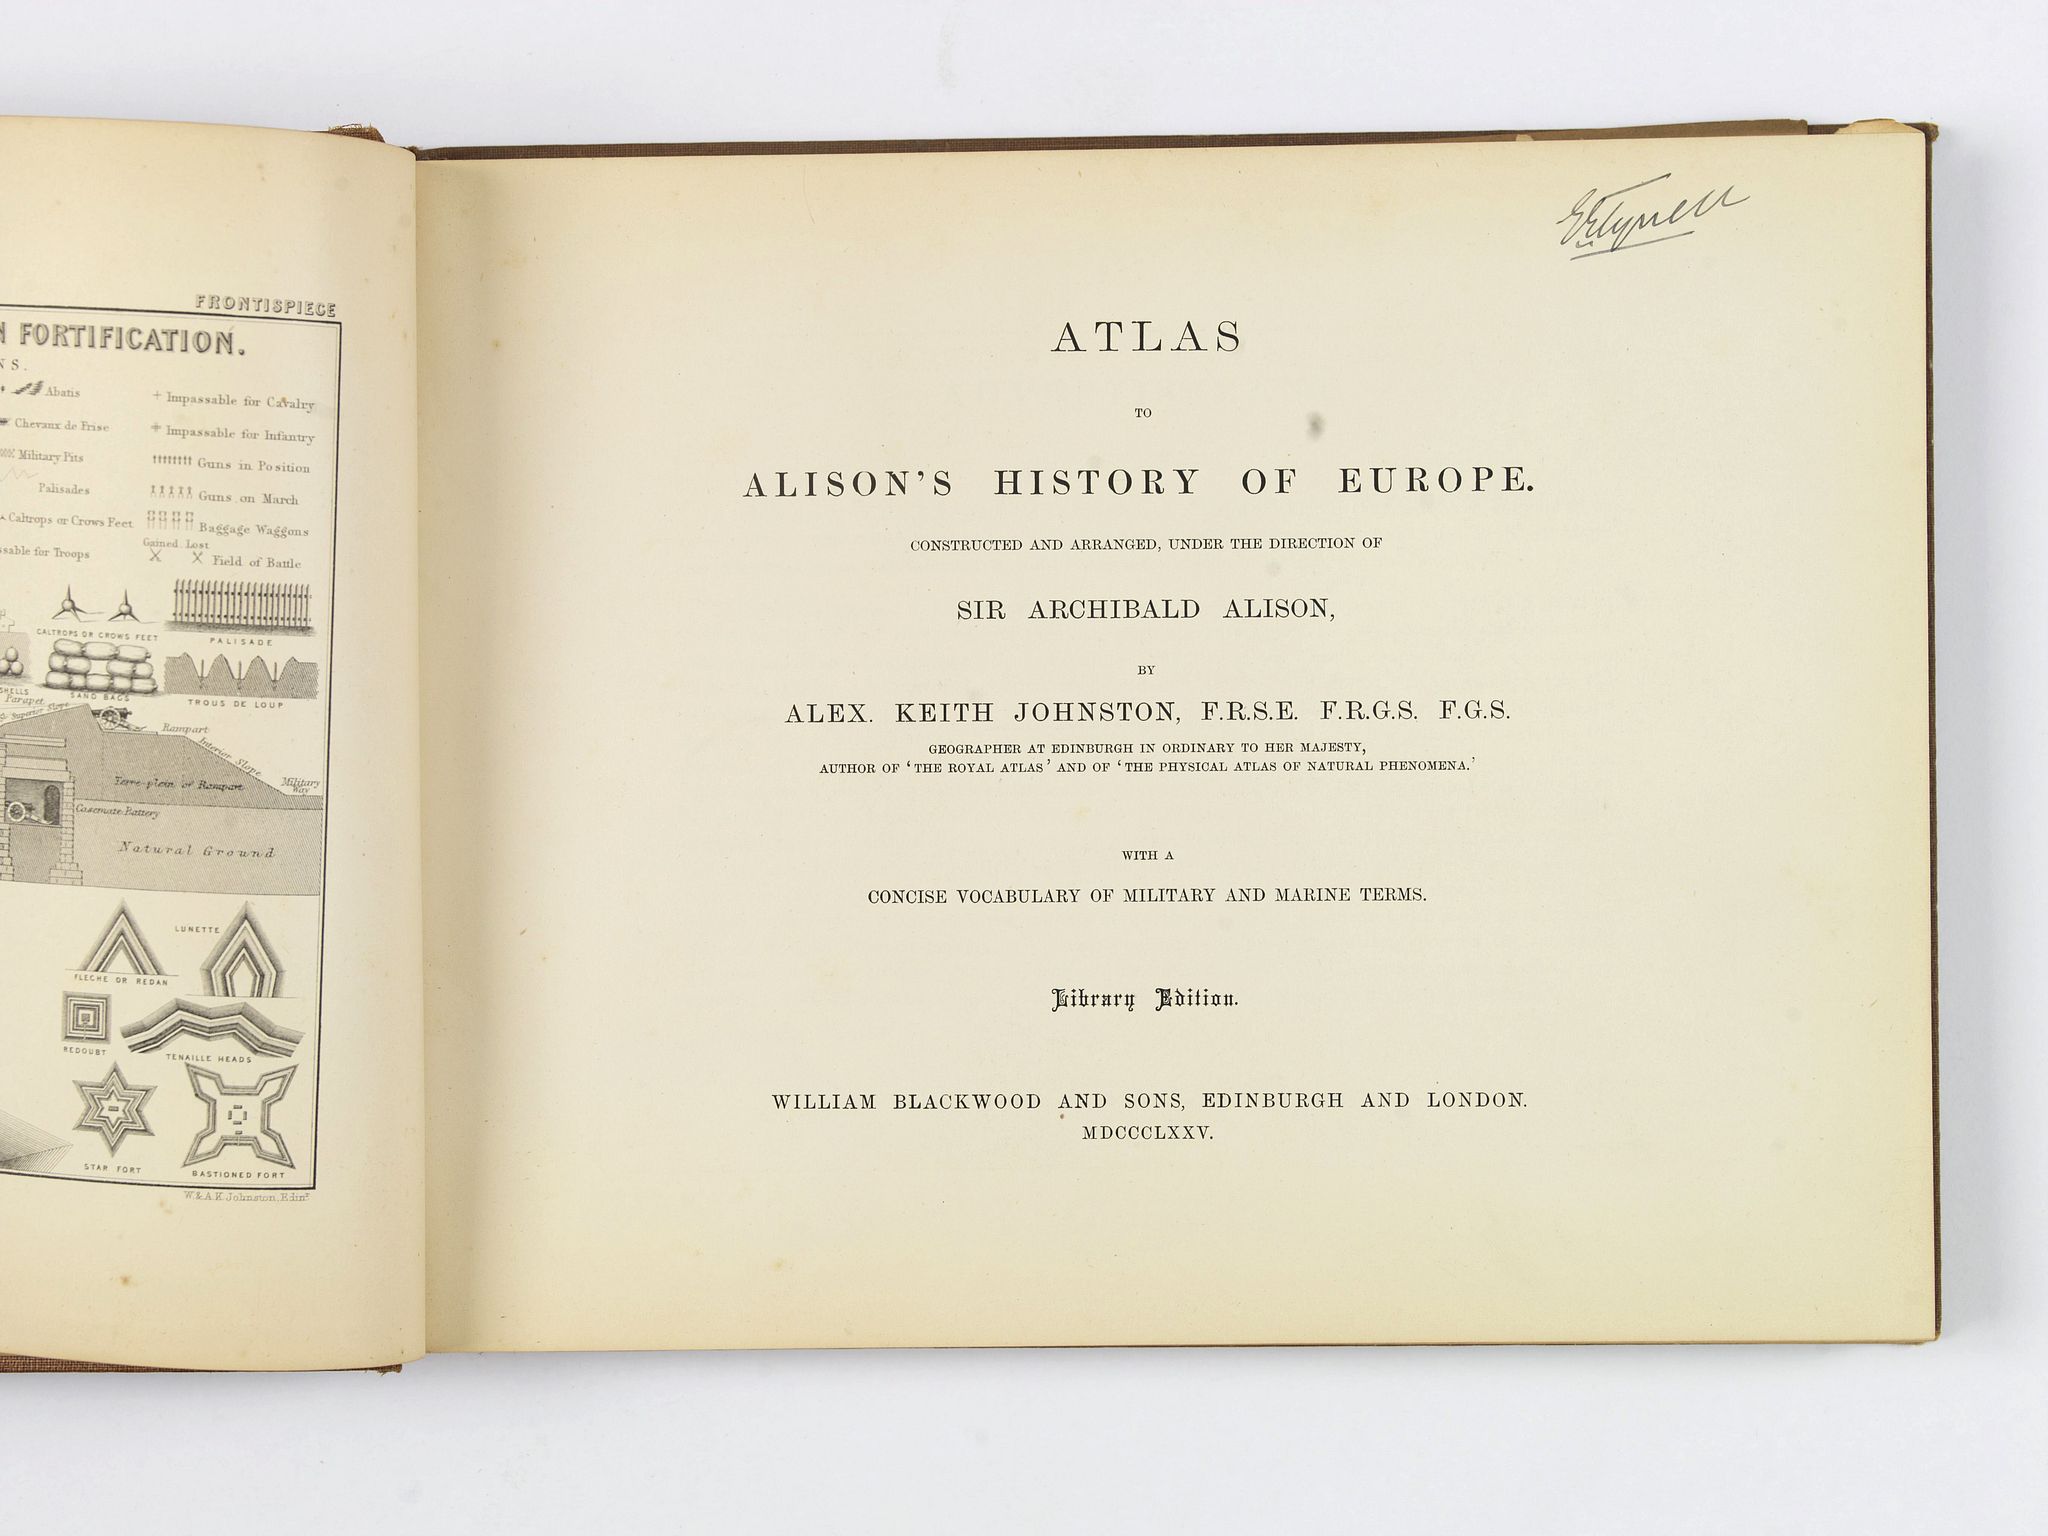 FRONTISPIECE
FORTIFICATION.
Abatis
+ Impassable for Cavalry
Chevaux de Frise
Impassable for Infantry
Military Pits
Guns in Position
Palisades
Guns on March
Caltrops or Crows Feet
Baggage Waggons
for Troops
Gained Lost
Field of Battle
CALTROPS OR CROWS FEET
PALISADE
SHELLS
SAND BAGS
TROUS DE LOUP
Parapet
Superior Slope
Rampart
Interior Slope
Military Way
Terre-plein or Rampart
Casemate Battery
Natural Ground
LUNETTE
FLECHE OR REDAN
REDOUBT
TENAILLE HEADS
STAR FORT
BASTIONED FORT
W. & A.K. Johnston, Edinr.
ATLAS
TO
ALISON'S HISTORY OF EUROPE.
CONSTRUCTED AND ARRANGED, UNDER THE DIRECTION OF
SIR ARCHIBALD ALISON,
BY
ALEX. KEITH JOHNSTON, F.R.S.E. F.R.G.S. F.G.S.
GEOGRAPHER AT EDINBURGH IN ORDINARY TO HER MAJESTY,
AUTHOR OF 'THE ROYAL ATLAS' AND OF 'THE PHYSICAL ATLAS OF NATURAL PHENOMENA.'
WITH A
CONCISE VOCABULARY OF MILITARY AND MARINE TERMS.
Library Edition.
WILLIAM BLACKWOOD AND SONS, EDINBURGH AND LONDON.
MDCCCLXXV.